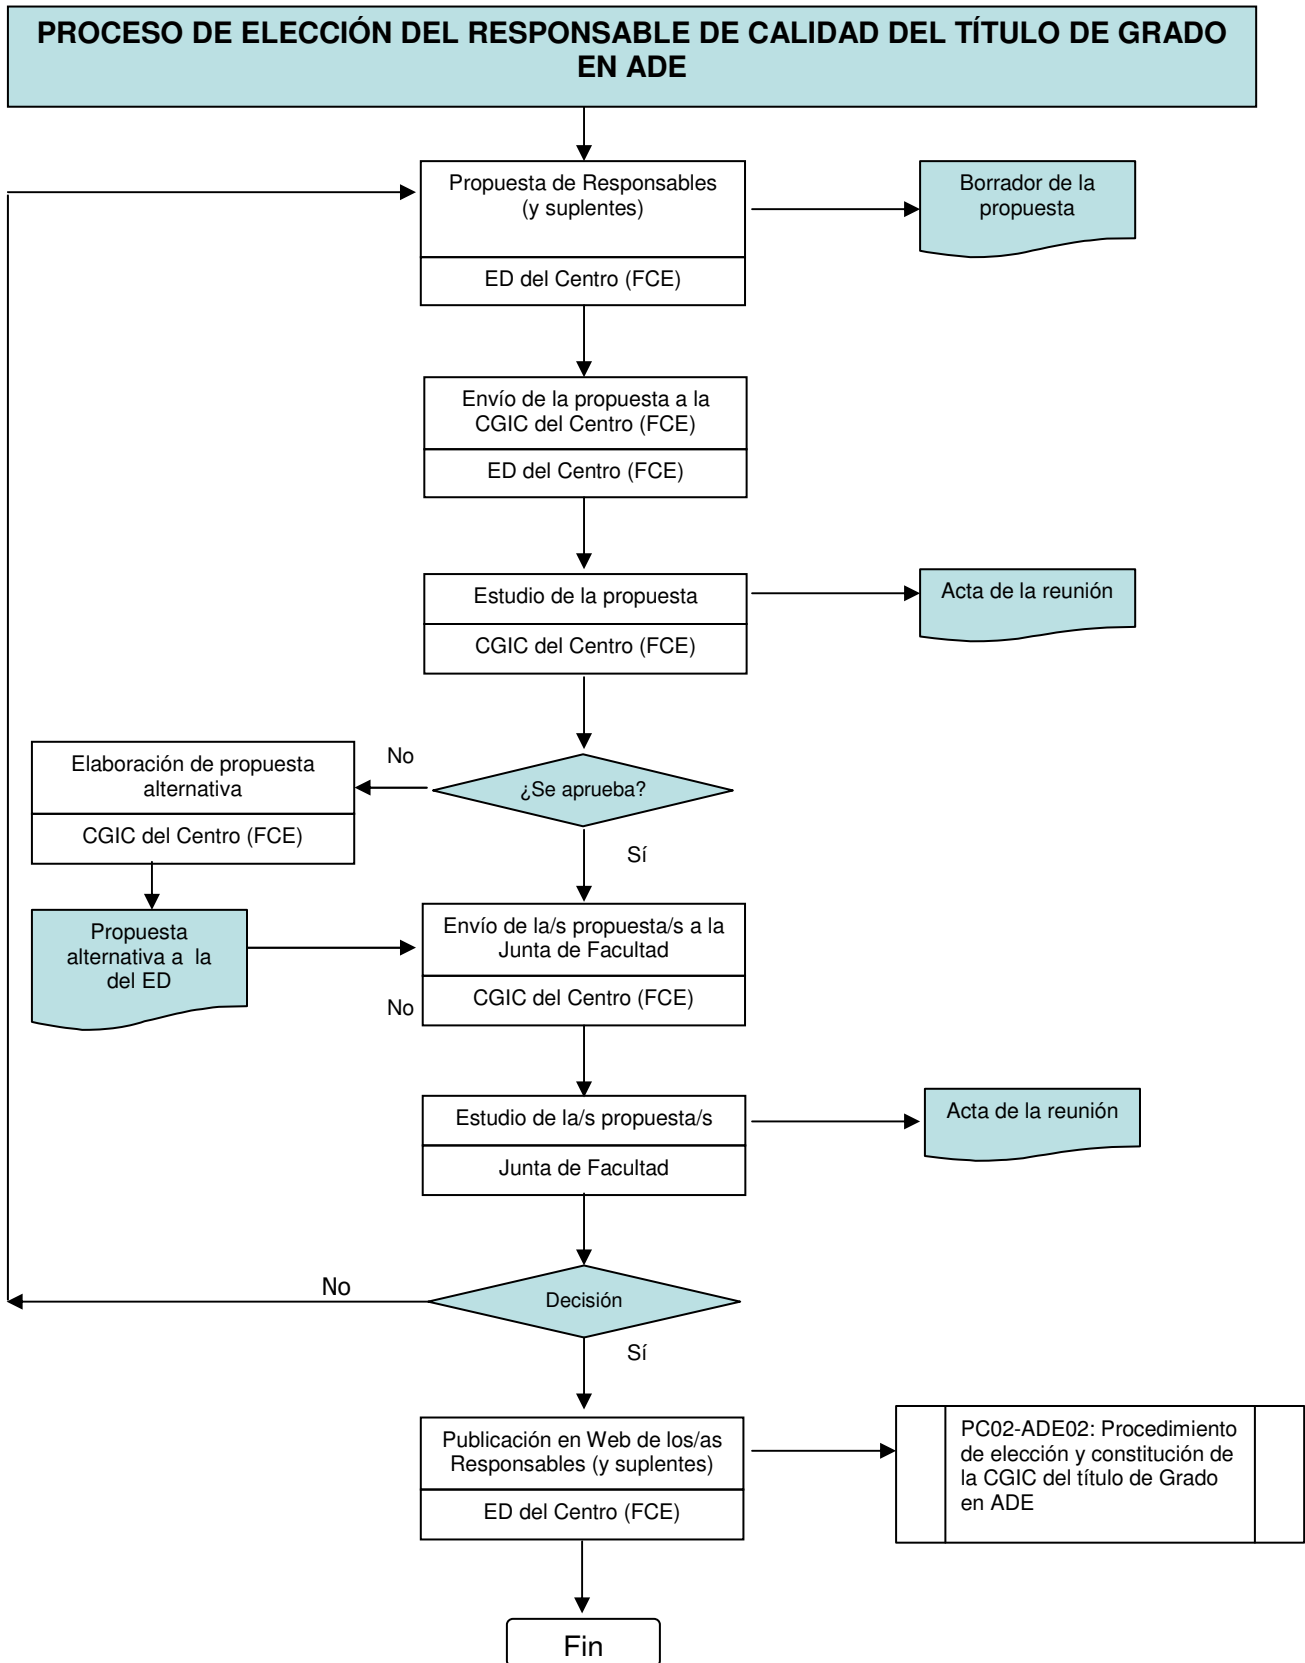 PROCESO DE ELECCIÓN DEL RESPONSABLE DE CALIDAD DEL TÍTULO DE GRADO
EN ADE
Propuesta de Responsables
(y suplentes)
ED del Centro (FCE)
Borrador de la
propuesta
Envío de la propuesta a la
CGIC del Centro (FCE)
ED del Centro (FCE)
Estudio de la propuesta
CGIC del Centro (FCE)
Acta de la reunión
¿Se aprueba?
No
Elaboración de propuesta
alternativa
CGIC del Centro (FCE)
Sí
Propuesta
alternativa a la
del ED
Envío de la/s propuesta/s a la
Junta de Facultad
CGIC del Centro (FCE)
No
Estudio de la/s propuesta/s
Junta de Facultad
Acta de la reunión
No
Decisión
Sí
Publicación en Web de los/as
Responsables (y suplentes)
ED del Centro (FCE)
PC02-ADE02: Procedimiento
de elección y constitución de
la CGIC del título de Grado
en ADE
Fin